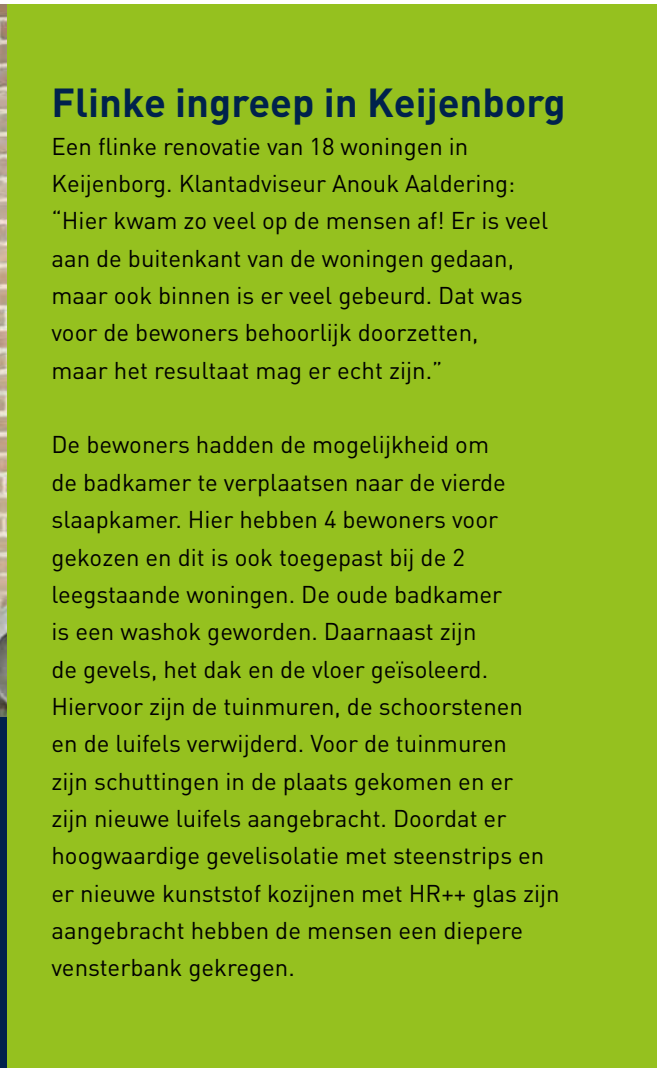 Flinke ingreep in Keijenborg
Een flinke renovatie van 18 woningen in
Keijenborg. Klantadviseur Anouk Aaldering:
“Hier kwam zo veel op de mensen af! Er is veel
aan de buitenkant van de woningen gedaan,
maar ook binnen is er veel gebeurd. Dat was
voor de bewoners behoorlijk doorzetten,
maar het resultaat mag er echt zijn.”
De bewoners hadden de mogelijkheid om
de badkamer te verplaatsen naar de vierde
slaapkamer. Hier hebben 4 bewoners voor
gekozen en dit is ook toegepast bij de 2
leegstaande woningen. De oude badkamer
is een washok geworden. Daarnaast zijn
de gevels, het dak en de vloer geïsoleerd.
Hiervoor zijn de tuinmuren, de schoorstenen
en de luifels verwijderd. Voor de tuinmuren
zijn schuttingen in de plaats gekomen en er
zijn nieuwe luifels aangebracht. Doordat er
hoogwaardige gevelisolatie met steenstrips en
er nieuwe kunststof kozijnen met HR++ glas zijn
aangebracht hebben de mensen een diepere
vensterbank gekregen.